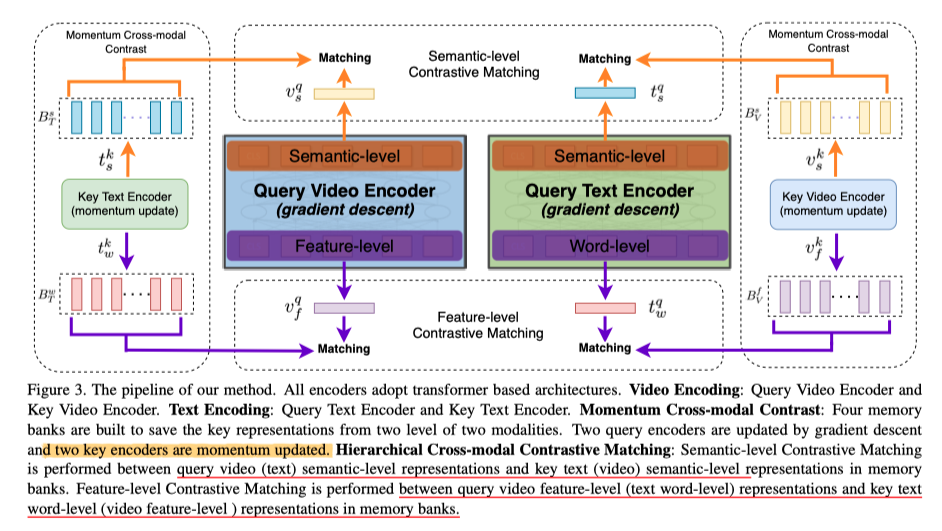 Momentum Cross-modal
Contrast
B_T^s
t_s^k
Key Text Encoder
(momentum update)
t_w^k
B_T^w
Matching
Semantic-level
Contrastive Matching
Matching
v_s^q
t_s^q
Semantic-level
Query Video Encoder
(gradient descent)
Feature-level
Semantic-level
Query Text Encoder
(gradient descent)
Word-level
v_f^q
Feature-level
Contrastive Matching
t_w^q
Matching
Matching
Momentum Cross-modal
Contrast
B_V^s
v_s^k
Key Video Encoder
(momentum update)
v_f^k
B_V^f
Figure 3. The pipeline of our method. All encoders adopt transformer based architectures. Video Encoding: Query Video Encoder and
Key Video Encoder. Text Encoding: Query Text Encoder and Key Text Encoder. Momentum Cross-modal Contrast: Four memory
banks are built to save the key representations from two level of two modalities. Two query encoders are updated by gradient descent
and two key encoders are momentum updated. Hierarchical Cross-modal Contrastive Matching: Semantic-level Contrastive Matching
is performed between query video (text) semantic-level representations and key text (video) semantic-level representations in memory
banks. Feature-level Contrastive Matching is performed between query video feature-level (text word-level) representations and key text
word-level (video feature-level ) representations in memory banks.